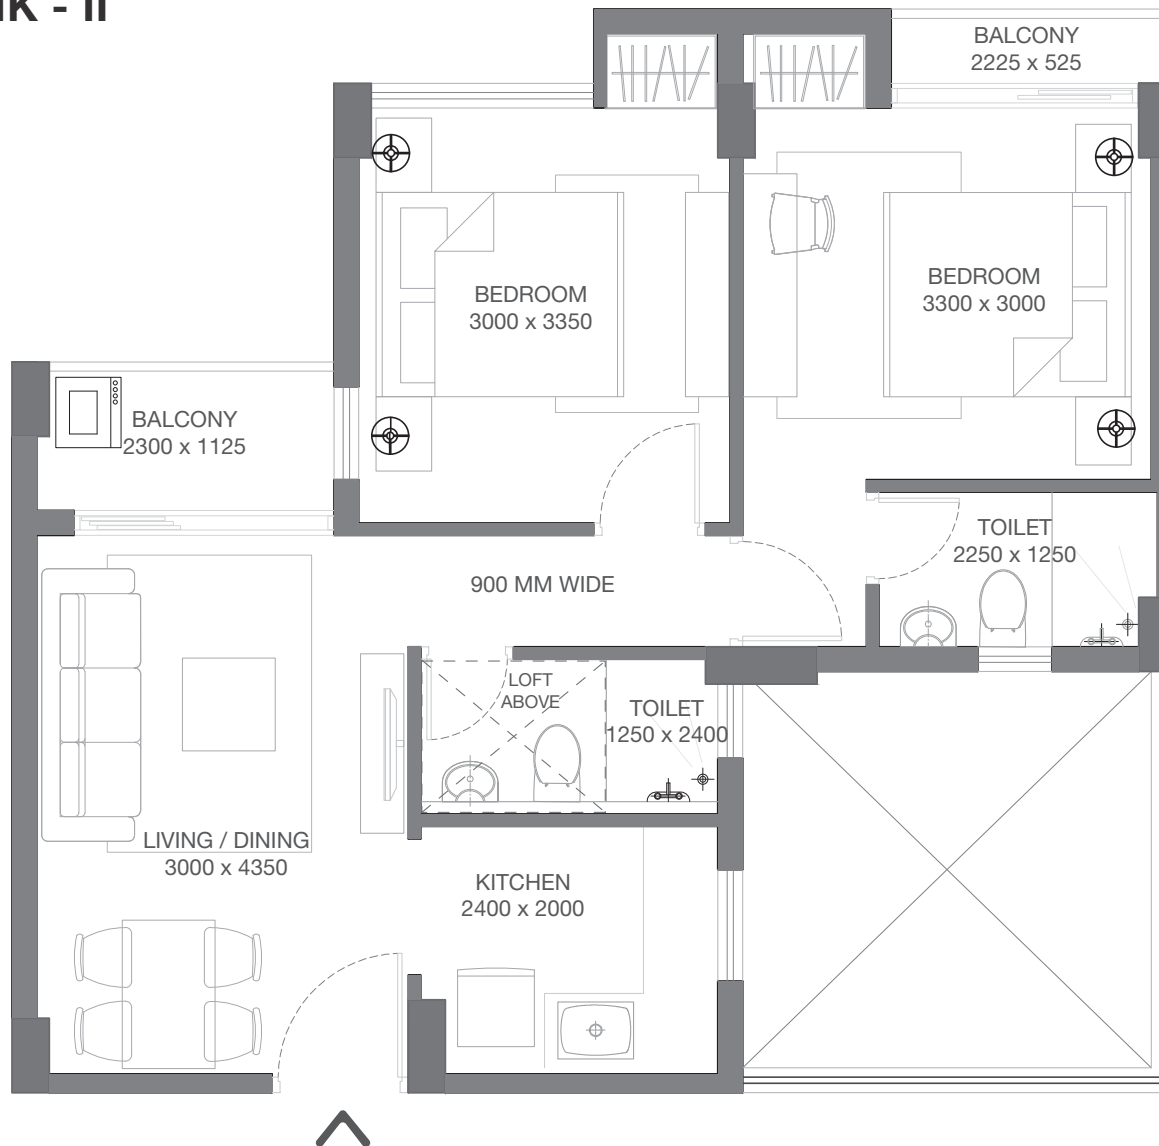 - II
BALCONY
2225 x 525
BEDROOM
3000 x 3350
BEDROOM
3300 x 3000
BALCONY
2300 x 1125
TOILET
2250 x 1250
900 MM WIDE
LOFT
ABOVE
TOILET
1250 x 2400
LIVING / DINING
3000 x 4350
KITCHEN
2400 x 2000